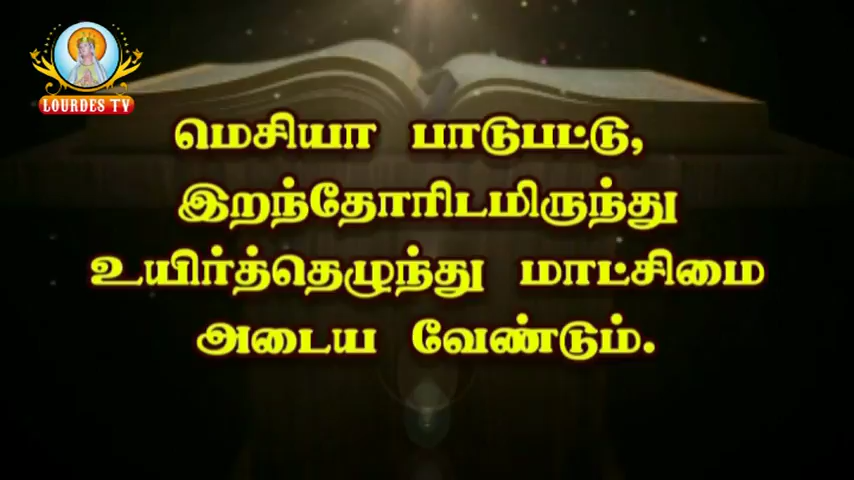 LOURDES TV
மெசியா பாடுபட்டு,
இறந்தோரிடமிருந்து
உயிர்த்தெழுந்து மாட்சிமை
அடைய வேண்டும்.